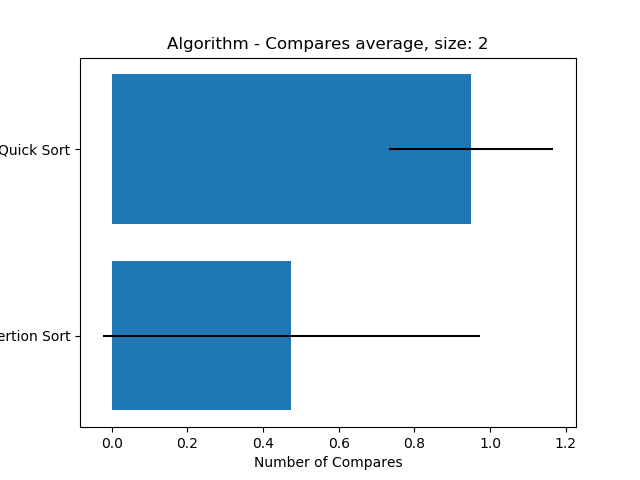 Algorithm - Compares average, size: 2
Quick Sort
ertion Sort
0.0 0.2 0.4 0.6 0.8 1.0 1.2
Number of Compares